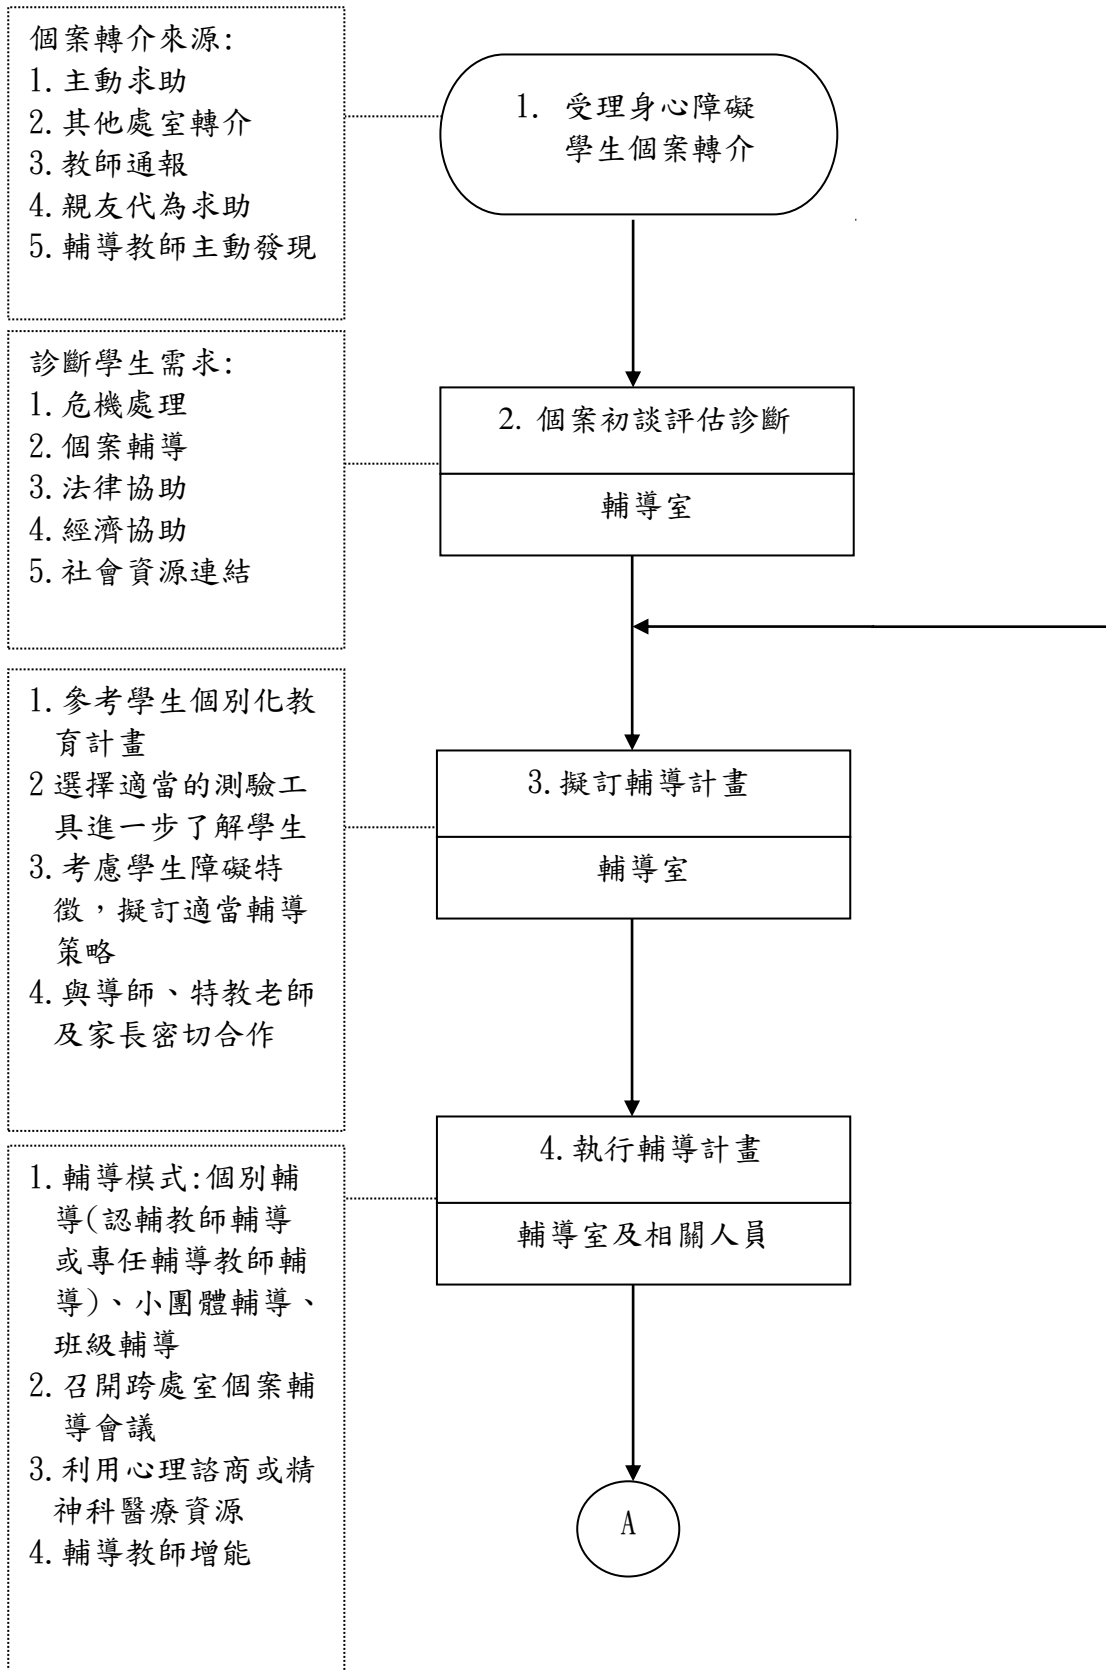 個案轉介來源:
1.主動求助
2.其他處室轉介
3.教師通報
4.親友代為求助
5.輔導教師主動發現
1. 受理身心障礙
學生個案轉介
診斷學生需求:
1.危機處理
2.個案輔導
3.法律協助
4.經濟協助
5.社會資源連結
2.個案初談評估診斷
輔導室
1.參考學生個別化教
育計畫
2 選擇適當的測驗工
具進一步了解學生
3.考慮學生障礙特
徵，擬訂適當輔導
策略
4.與導師、特教老師
及家長密切合作
3.擬訂輔導計畫
輔導室
1.輔導模式:個別輔
導(認輔教師輔導
或專任輔導教師輔
導)、小團體輔導、
班級輔導
2.召開跨處室個案輔
導會議
3.利用心理諮商或精
神科醫療資源
4.輔導教師增能
4.執行輔導計畫
輔導室及相關人員
A